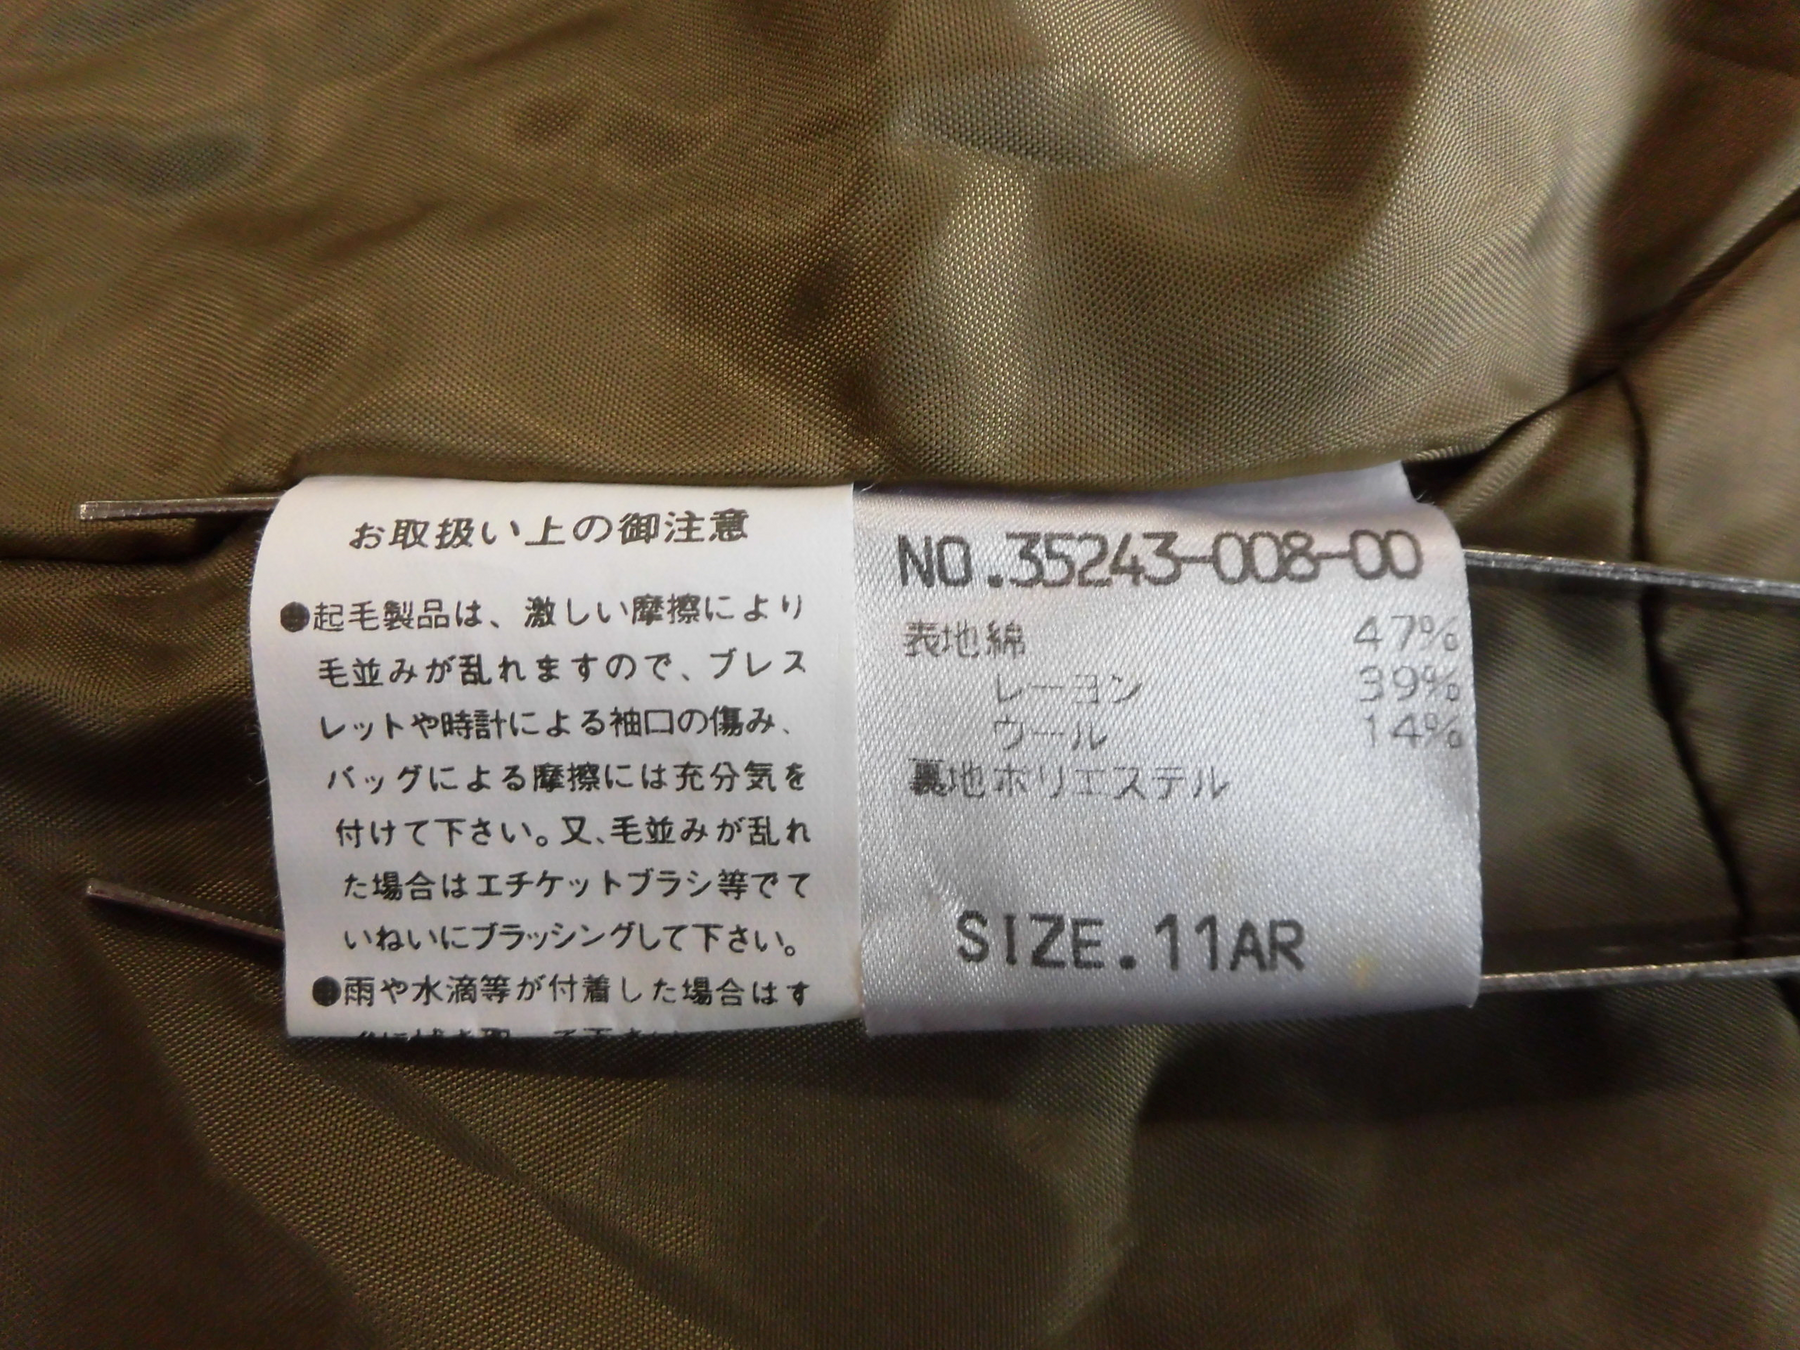 お取扱い上の御注意
●起毛製品は、激しい摩擦により
毛並みが乱れますので、ブレス
レットや時計による袖口の傷み、
バッグによる摩擦には充分気を
付けて下さい。又、毛並みが乱れ
た場合はエチケットブラシ等でて
いねいにブラッシングして下さい。
●雨や水滴等が付着した場合はす
NO.35243-008-00
表地綿 47%
レーヨン 39%
ウール 14%
裏地ポリエステル
SIZE.11AR